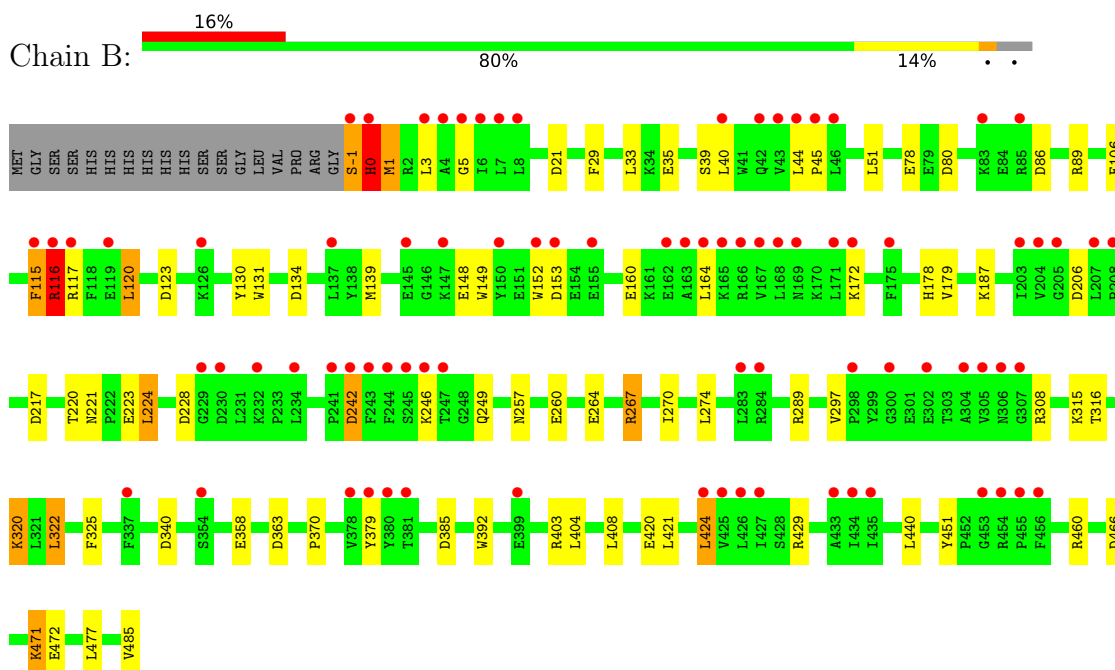 16%
Chain B:
80% 14% • •
MET GLY SER SER HIS HIS HIS HIS HIS HIS SER SER GLY LEU VAL PRO ARG GLY S-1 H0 M1 R2 L3 A4 G5 I6 L7 L8 D21 F29 L33 K34 E35 S39 L40 W41 Q42 V43 L44 P45 L46 L51 E78 E79 D80 K83 E84 R85 D86 R89
F115 R116 R117 F118 E119 L120 D123 K126 Y130 W131 D134 L137 Y138 M139 E145 G146 K147 E148 W149 Y150 E151 W152 D153 E154 E155 E160 K161 E162 A163 L164 K165 R166 V167 L168 N169 K170 L171 K172 F175 H178 V179 K187 I203 V204 G205 D206 L207
D217 T220 N221 P222 E223 L224 D228 G229 D230 L231 K232 P233 L234 P241 D242 F243 F244 S245 K246 T247 G248 Q249 N257 E260 E264 R267 I270 L274 L283 R284 R289 V297 P298 Y299 G300 E301 E302 T303 A304 V305 N306 G307 R308 K315 T316
K320 L321 L322 F325 F337 D340 S354 E358 D363 P370 V378 Y379 Y380 T381 D385 W392 E399 R403 L404 L408 E420 L421 L424 V425 L426 I427 S428 R429 A433 I434 I435 L440 Y451 P452 G453 R454 P455 F456 R460
K471 E472 L477 V485